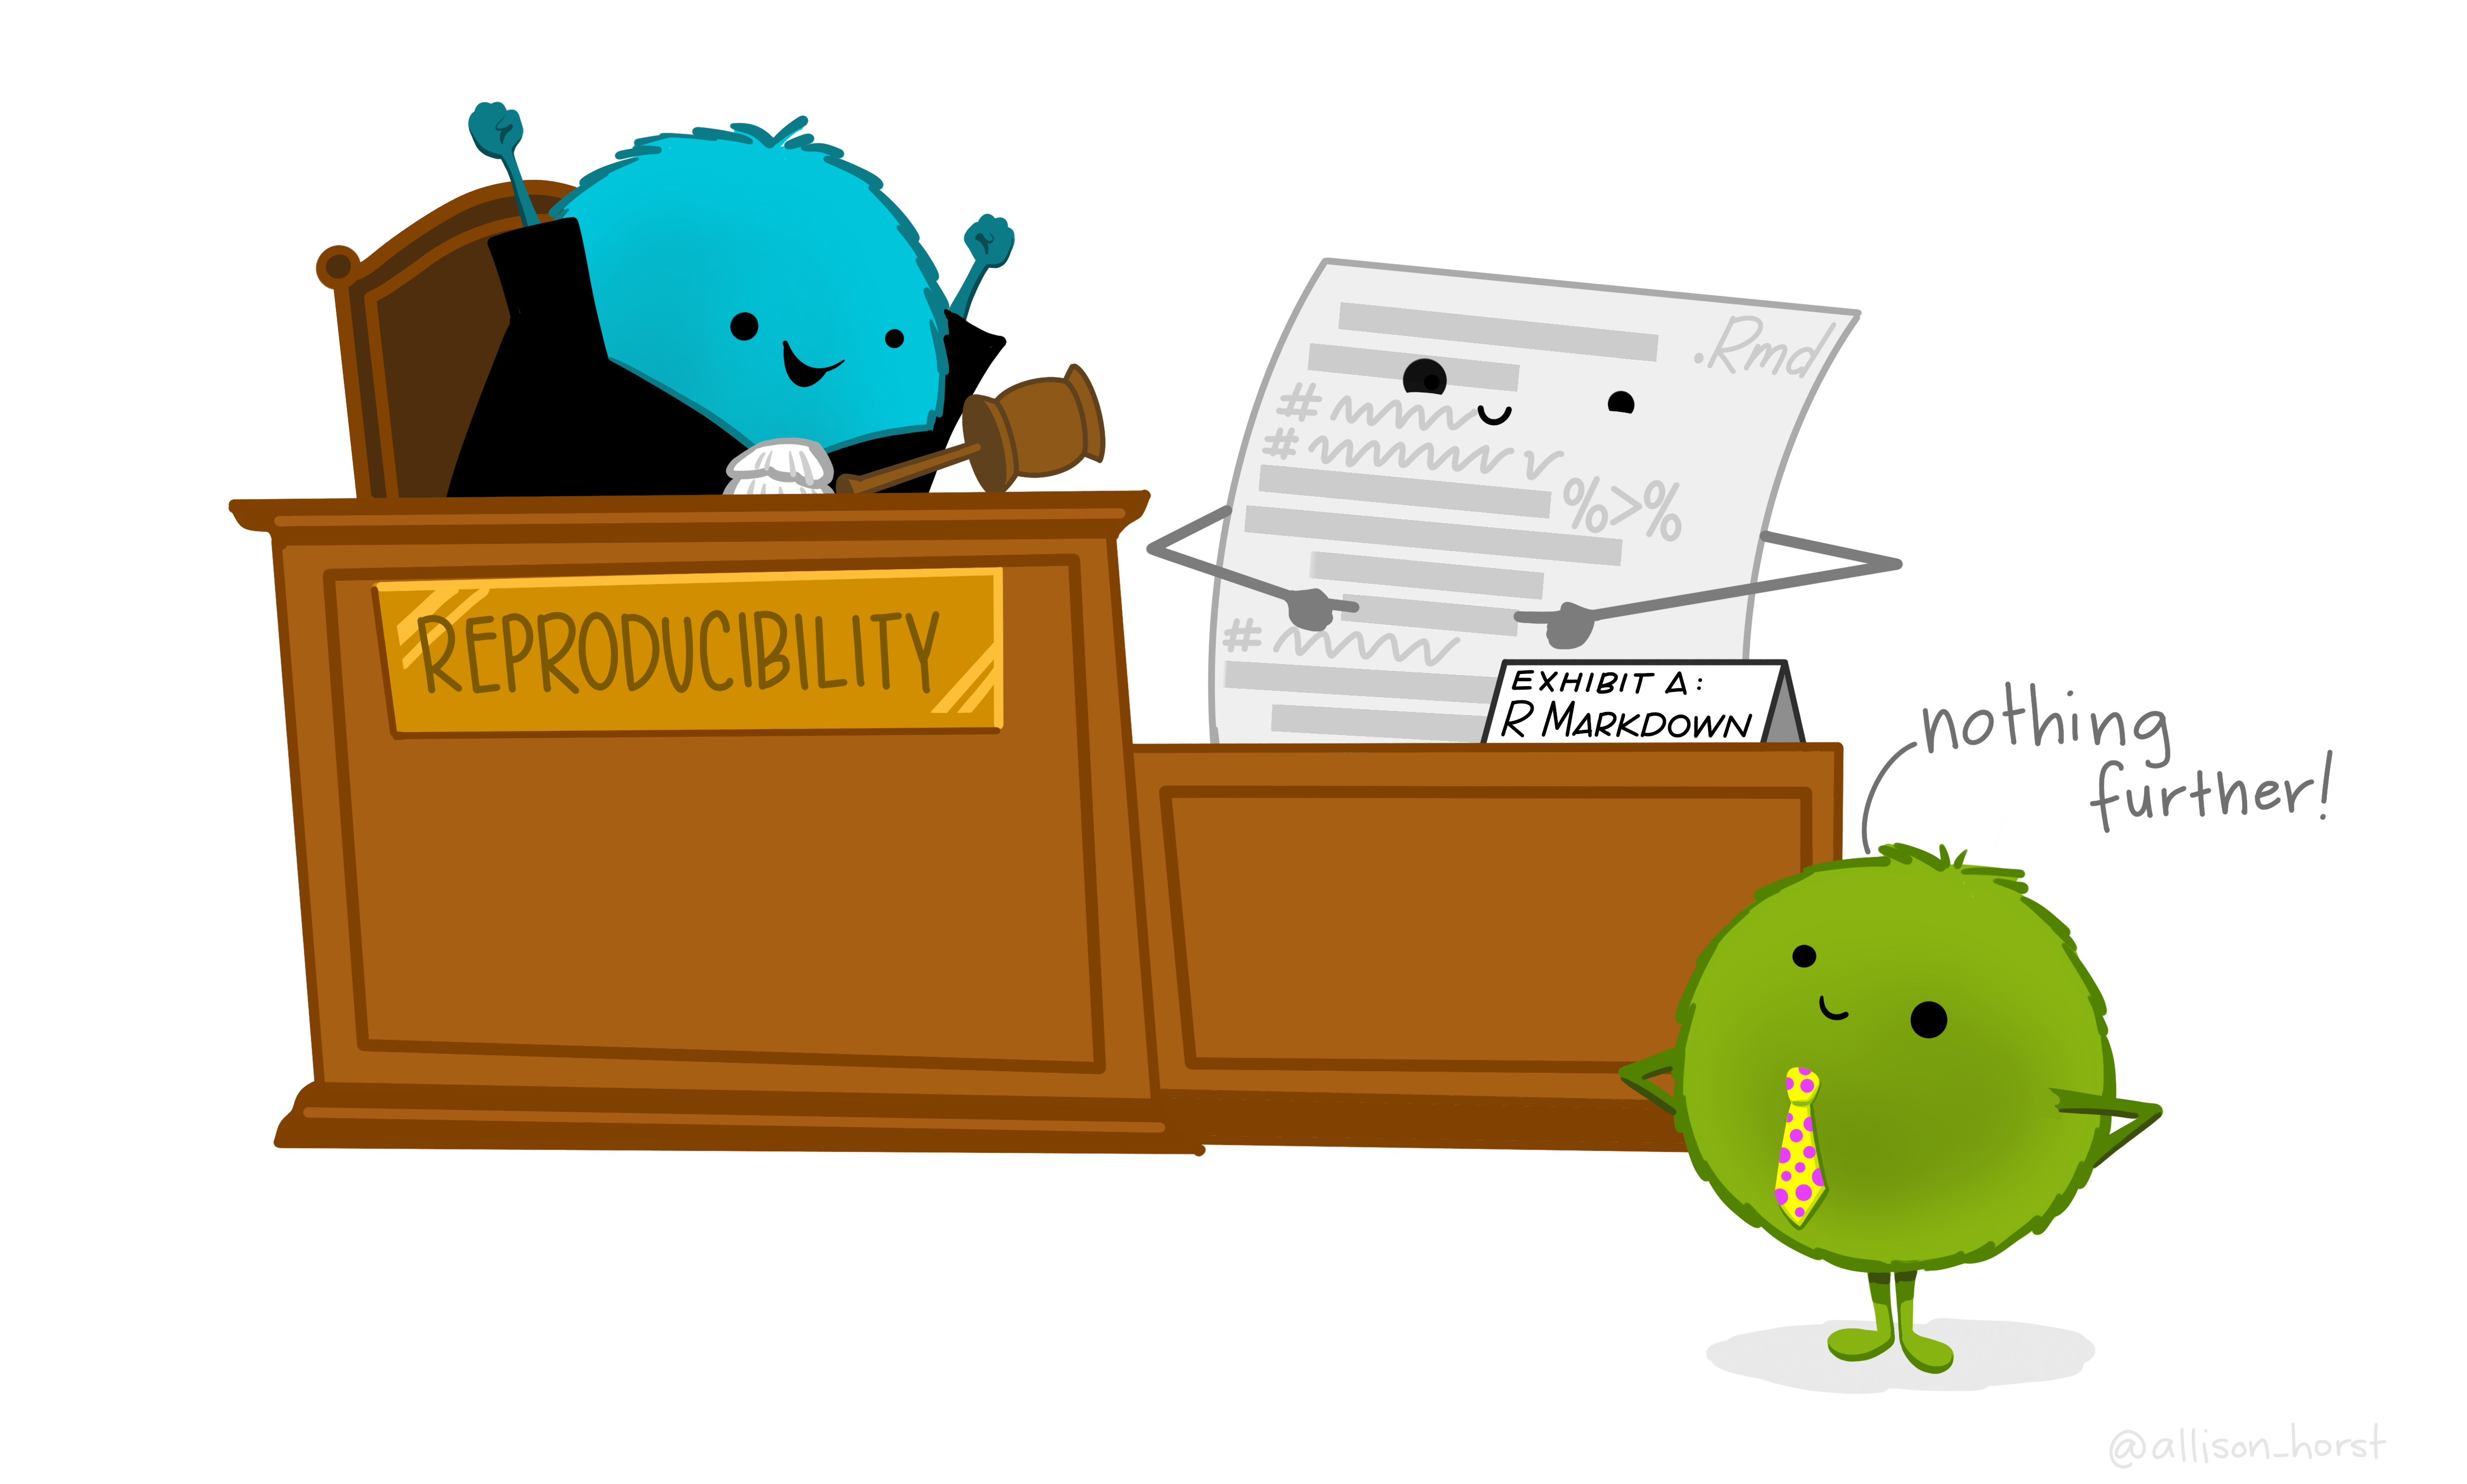 REPRODUCIBILITY
.Rmd
#
#
%>%
#
EXHIBIT A:
R MARKDOWN
nothing
further!
@allison_horst